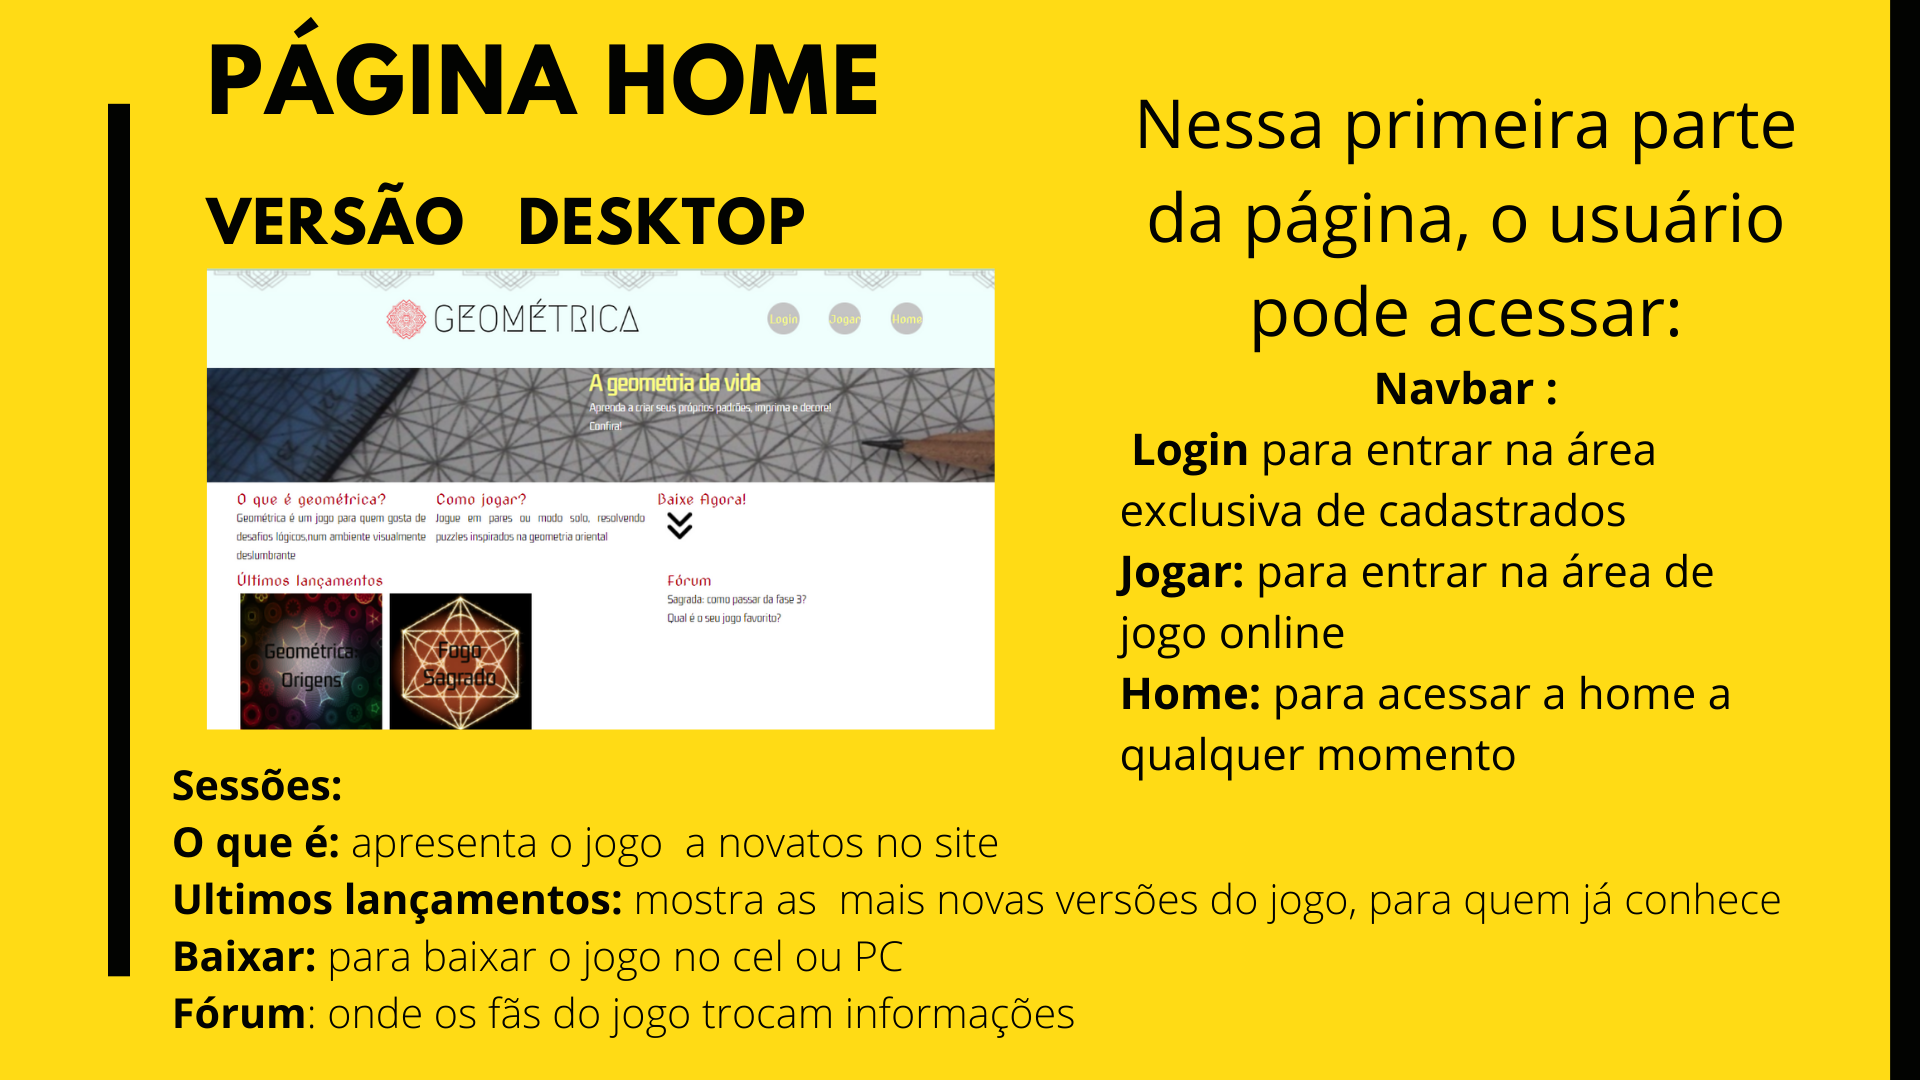 PÁGINA HOME
VERSÃO DESKTOP
GEOMÉTRICA
Login
Jogar
Home
A geometria da vida
Aprenda a criar seus próprios padrões, imprima e decore!
Confira!
O que é geométrica?
Geométrica é um jogo para quem gosta de
desafios lógicos,num ambiente visualmente
deslumbrante
Como jogar?
Jogue em pares ou modo solo, resolvendo
puzzles inspirados na geometria oriental
Baixe Agora!
Últimos lançamentos
Geométrica:
Origens
Fogo
Sagrado
Fórum
Sagrada: como passar da fase 3?
Qual é o seu jogo favorito?
Nessa primeira parte
da página, o usuário
pode acessar:
Navbar :
Login para entrar na área
exclusiva de cadastrados
Jogar: para entrar na área de
jogo online
Home: para acessar a home a
qualquer momento
Sessões:
O que é: apresenta o jogo a novatos no site
Ultimos lançamentos: mostra as mais novas versões do jogo, para quem já conhece
Baixar: para baixar o jogo no cel ou PC
Fórum: onde os fãs do jogo trocam informações